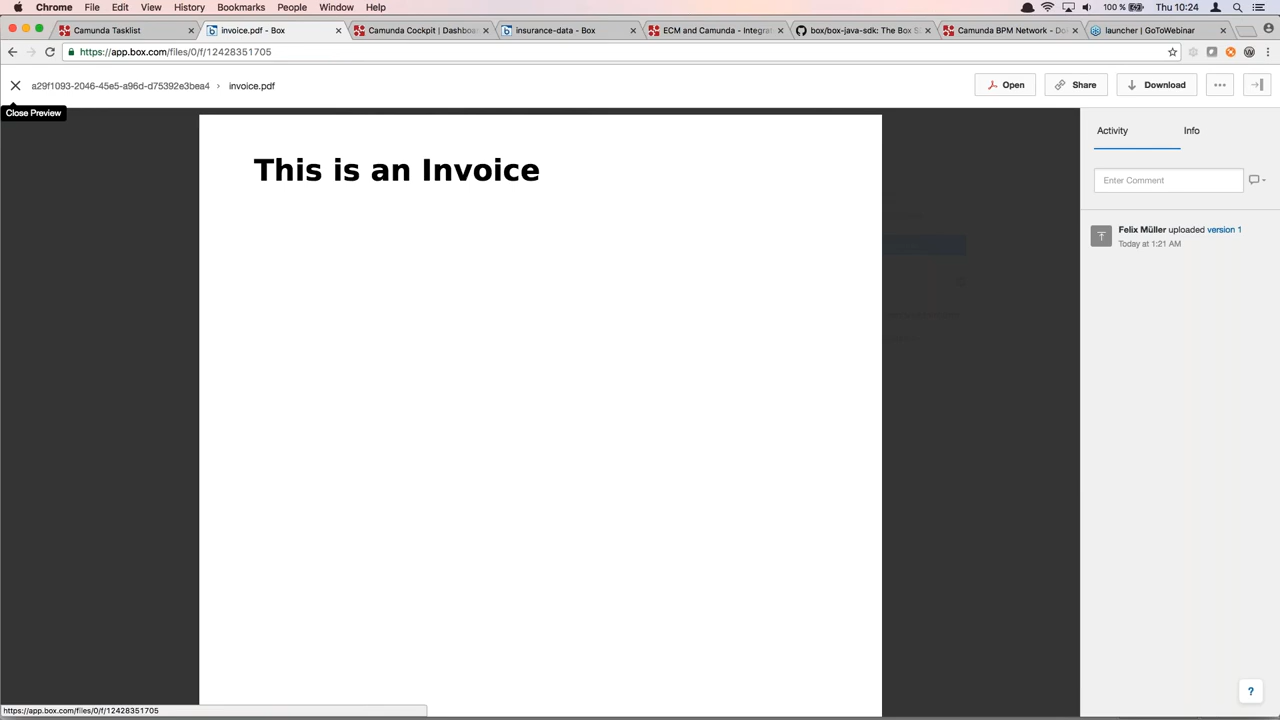 Chrome File Edit View History Bookmarks People Window Help 100 % Thu 10:24
Camunda Tasklist invoice.pdf - Box Camunda Cockpit | Dashboa insurance-data - Box ECM and Camunda - Integrat box/box-java-sdk: The Box S Camunda BPM Network - Do launcher | GoToWebinar
https://app.box.com/files/0/f/12428351705
a29f1093-2046-45e5-a96d-d75392e3bea4 › invoice.pdf Open Share Download
Close Preview
Activity Info
This is an Invoice
Enter Comment
Felix Müller uploaded version 1
Today at 1:21 AM
?
https://app.box.com/files/0/f/12428351705